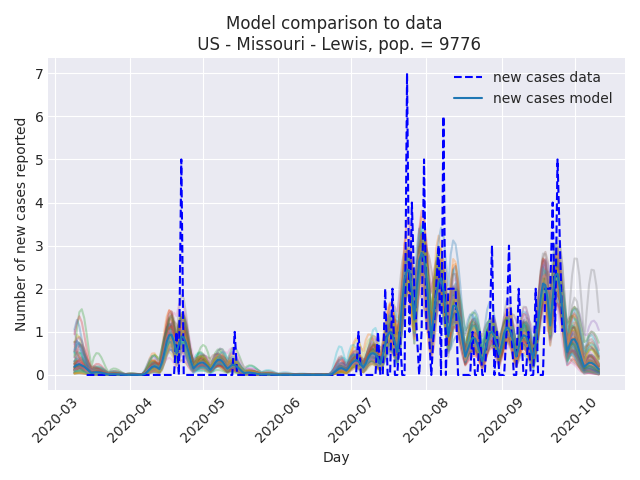 Model comparison to data
US - Missouri - Lewis, pop. = 9776
new cases data
new cases model
Number of new cases reported
7
6
5
4
3
2
1
0
2020-03
2020-04
2020-05
2020-06
2020-07
2020-08
2020-09
2020-10
Day